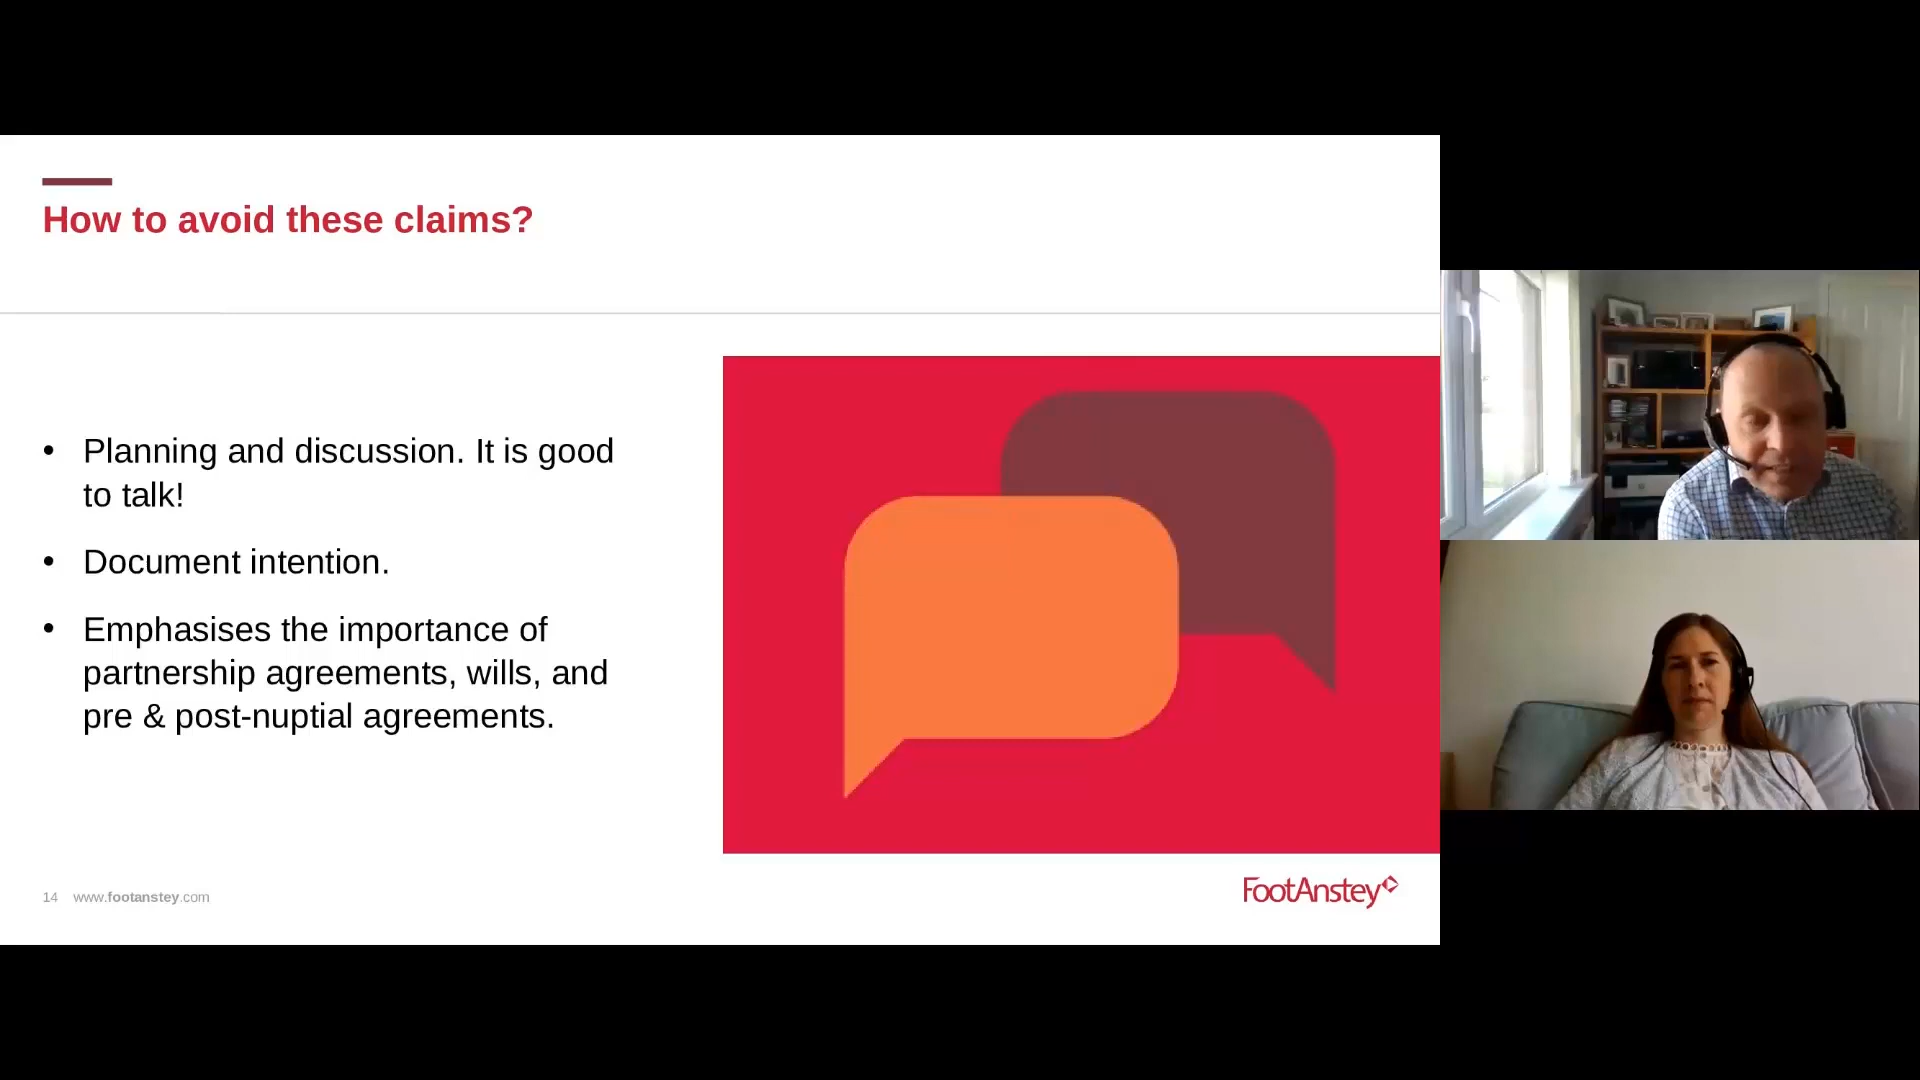 How to avoid these claims?
• Planning and discussion. It is good
to talk!
• Document intention.
• Emphasises the importance of
partnership agreements, wills, and
pre & post-nuptial agreements.
14 www.footanstey.com
FootAnstey